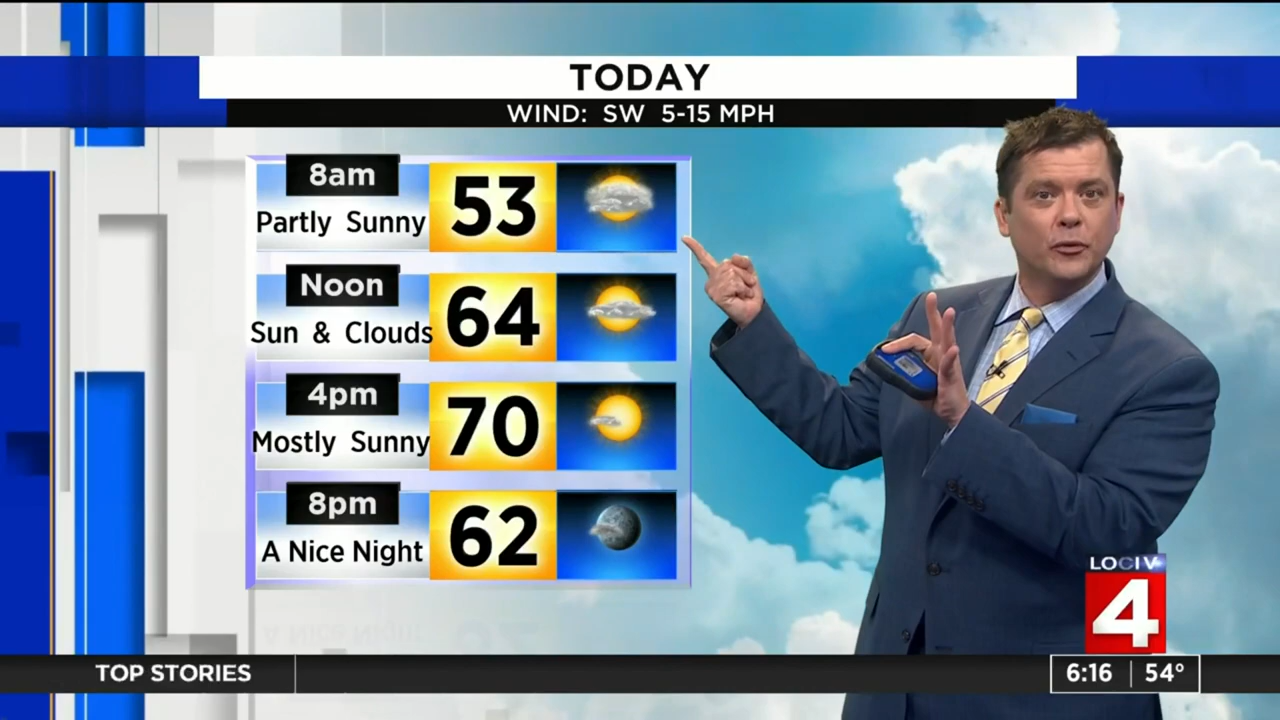 TODAY
WIND: SW 5-15 MPH
8am
Partly Sunny
53
Noon
Sun & Clouds
64
4pm
Mostly Sunny
70
8pm
A Nice Night
62
4
TOP STORIES
6:16
54°